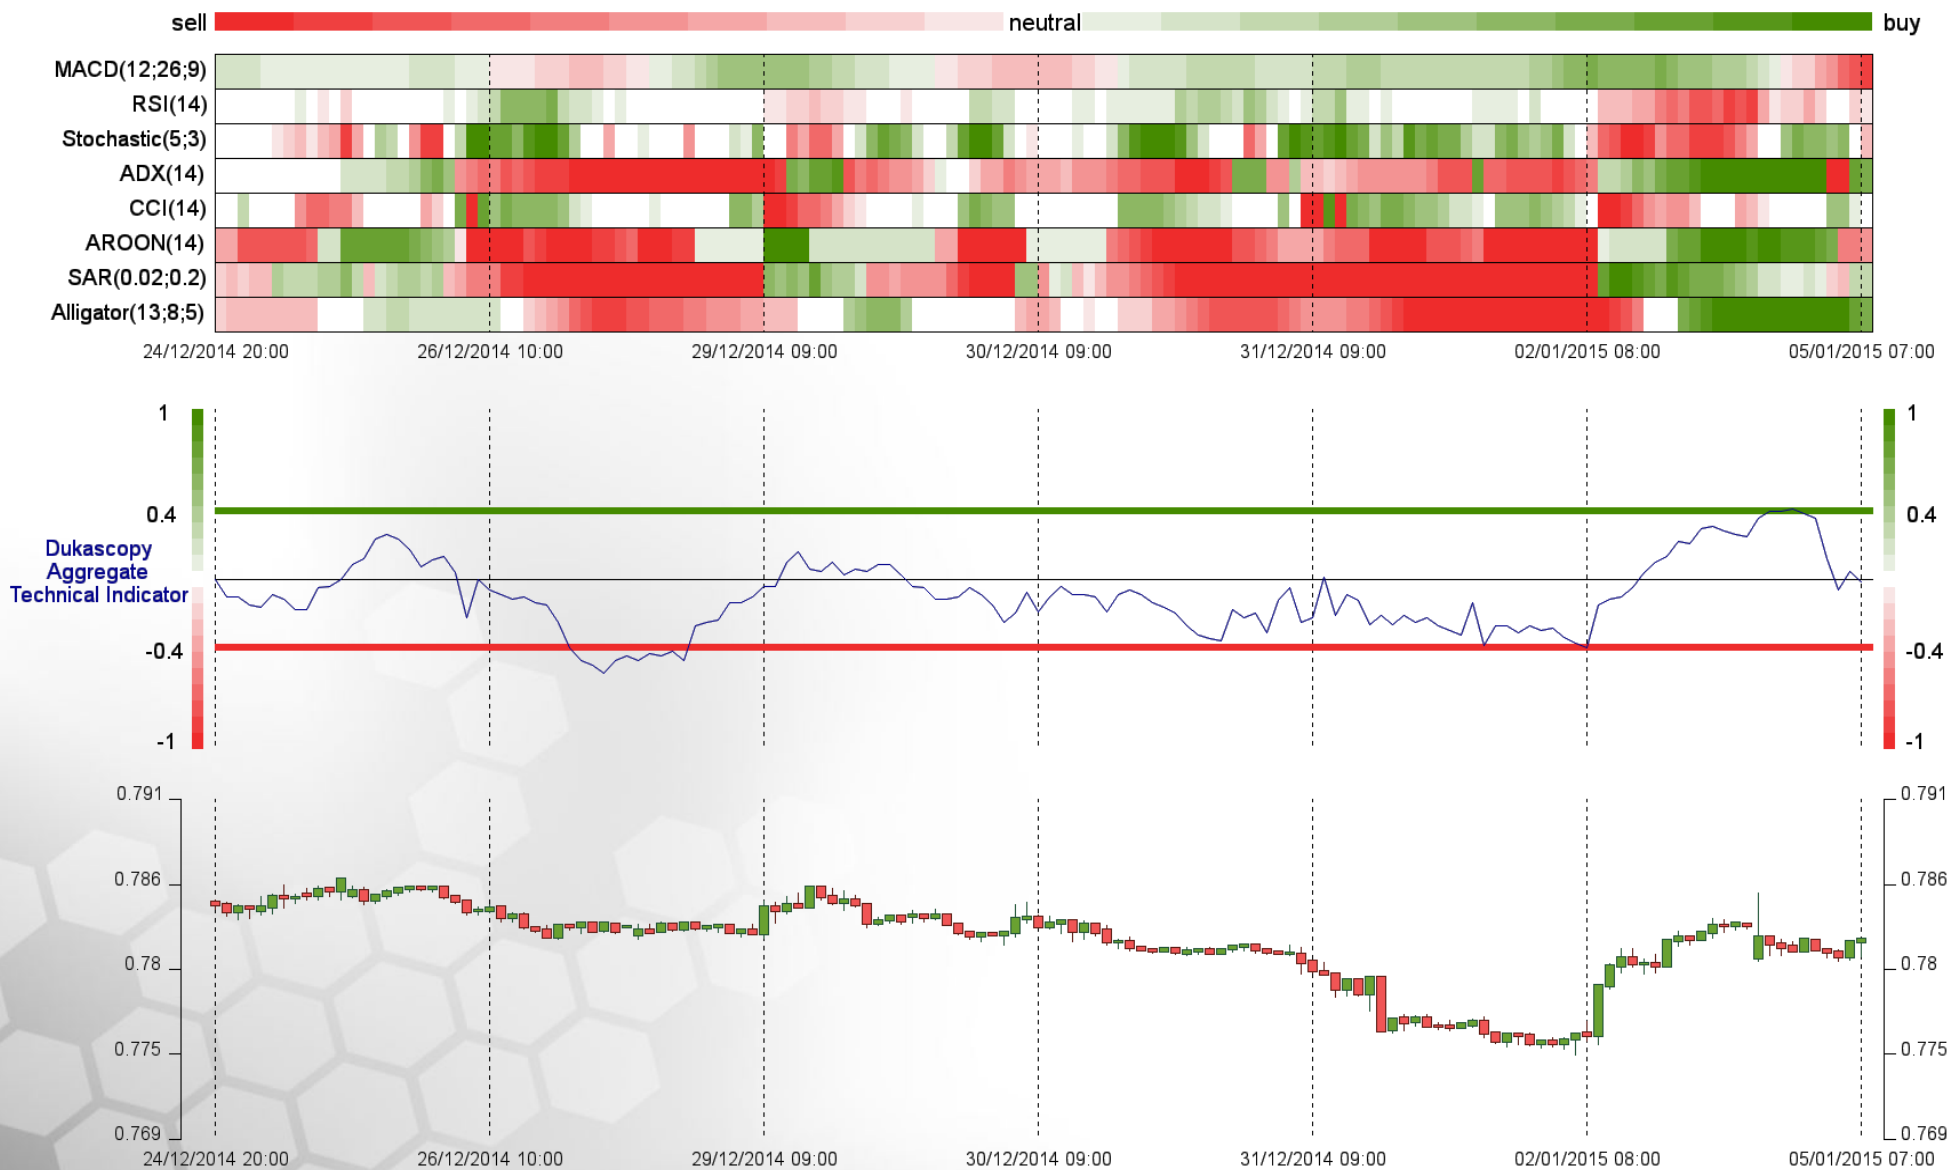 sell neutral buy
MACD(12;26;9)
RSI(14)
Stochastic(5;3)
ADX(14)
CCI(14)
AROON(14)
SAR(0.02;0.2)
Alligator(13;8;5)
24/12/2014 20:00 26/12/2014 10:00 29/12/2014 09:00 30/12/2014 09:00 31/12/2014 09:00 02/01/2015 08:00 05/01/2015 07:00
1 1
0.4 0.4
Dukascopy
Aggregate
Technical Indicator
-0.4 -0.4
-1 -1
0.791 0.791
0.786 0.786
0.78 0.78
0.775 0.775
0.769 0.769
24/12/2014 20:00 26/12/2014 10:00 29/12/2014 09:00 30/12/2014 09:00 31/12/2014 09:00 02/01/2015 08:00 05/01/2015 07:00